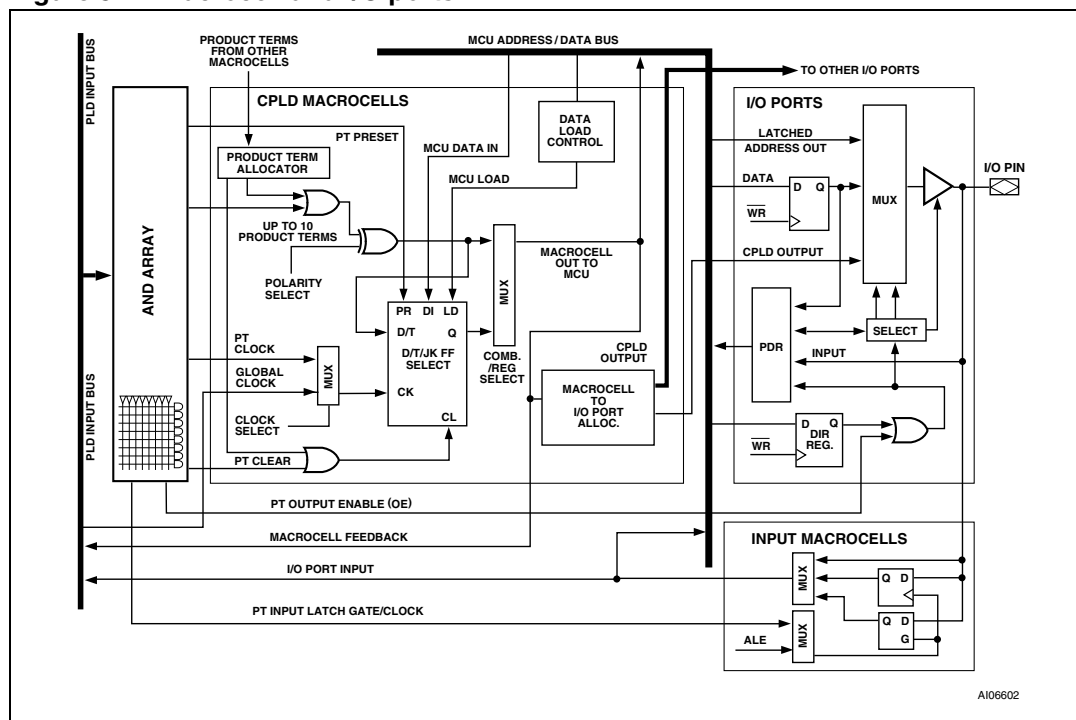 PLD INPUT BUS
PLD INPUT BUS
AND ARRAY
PRODUCT TERMS
FROM OTHER
MACROCELLS
MCU ADDRESS / DATA BUS
TO OTHER I/O PORTS
CPLD MACROCELLS
PT PRESET
PRODUCT TERM
ALLOCATOR
MCU DATA IN
MCU LOAD
DATA
LOAD
CONTROL
UP TO 10
PRODUCT TERMS
POLARITY
SELECT
MACROCELL
OUT TO
MCU
MUX
PR DI LD
D/T Q
D/T/JK FF
SELECT
CK
CL
COMB.
/REG
SELECT
PT
CLOCK
GLOBAL
CLOCK
MUX
CLOCK
SELECT
PT CLEAR
CPLD
OUTPUT
MACROCELL
TO
I/O PORT
ALLOC.
I/O PORTS
LATCHED
ADDRESS OUT
DATA
D Q
WR
MUX
I/O PIN
CPLD OUTPUT
PDR
SELECT
INPUT
D Q
DIR
REG.
WR
PT OUTPUT ENABLE (OE)
MACROCELL FEEDBACK
I/O PORT INPUT
PT INPUT LATCH GATE/CLOCK
INPUT MACROCELLS
MUX
Q D
Q D
G
MUX
ALE
AI06602